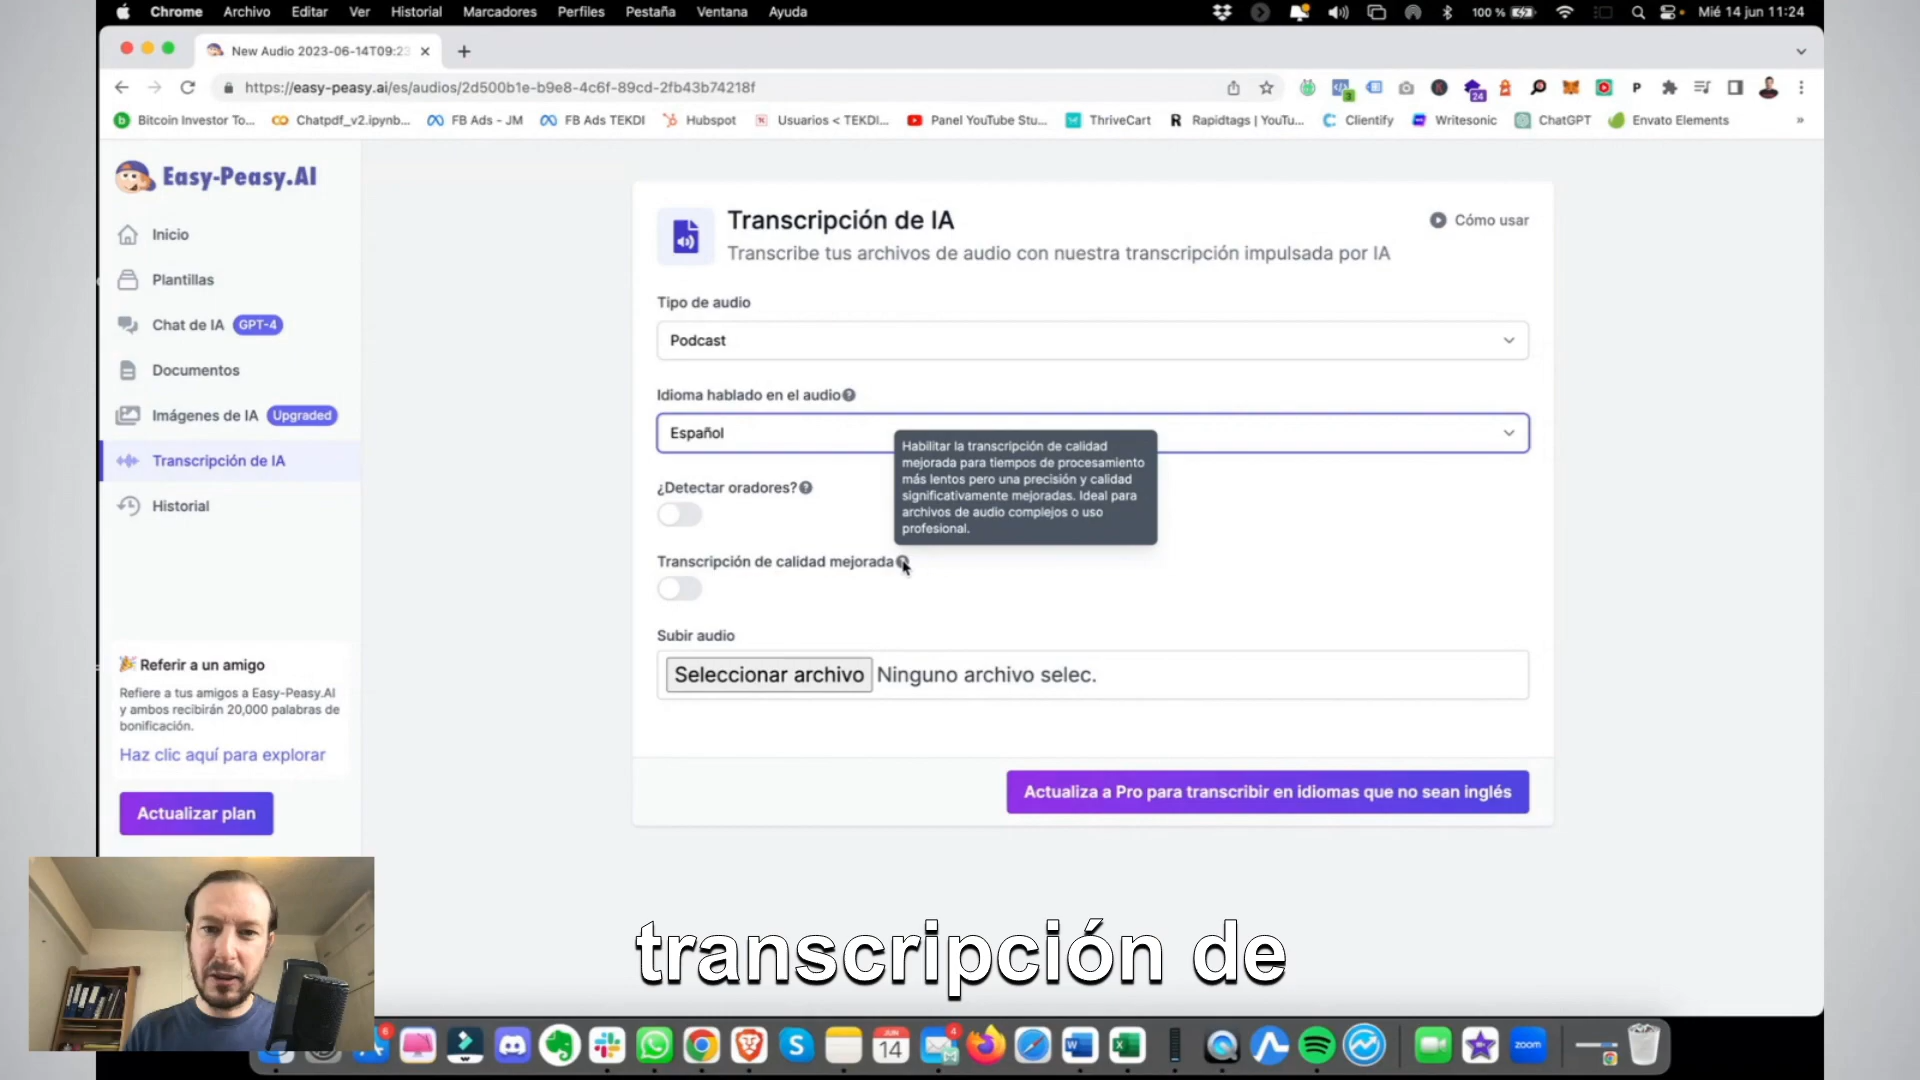 Chrome Archivo Editar Ver Historial Marcadores Perfiles Pestaña Ventana Ayuda
100 % Mié 14 jun 11:24
New Audio 2023-06-14T09:23
https://easy-peasy.ai/es/audios/2d500b1e-b9e8-4c6f-89cd-2fb43b74218f
24
Bitcoin Investor To... Chatpdf_v2.ipynb... FB Ads - JM FB Ads TEKDI Hubspot Usuarios < TEKDI... Panel YouTube Stu... ThriveCart Rapidtags | YouTu... Clientify Writesonic ChatGPT Envato Elements »
Easy-Peasy.AI
Inicio
Plantillas
Chat de IA GPT-4
Documentos
Imágenes de IA Upgraded
Transcripción de IA
Historial
Referir a un amigo
Refiere a tus amigos a Easy-Peasy.AI
y ambos recibirán 20,000 palabras de
bonificación.
Haz clic aquí para explorar
Actualizar plan
Transcripción de IA
Cómo usar
Transcribe tus archivos de audio con nuestra transcripción impulsada por IA
Tipo de audio
Podcast
Idioma hablado en el audio
Español
Habilitar la transcripción de calidad
mejorada para tiempos de procesamiento
más lentos pero una precisión y calidad
significativamente mejoradas. Ideal para
archivos de audio complejos o uso
profesional.
¿Detectar oradores?
Transcripción de calidad mejorada
Subir audio
Seleccionar archivo Ninguno archivo selec.
Actualiza a Pro para transcribir en idiomas que no sean inglés
transcripción de
JUN
14
4
zoom